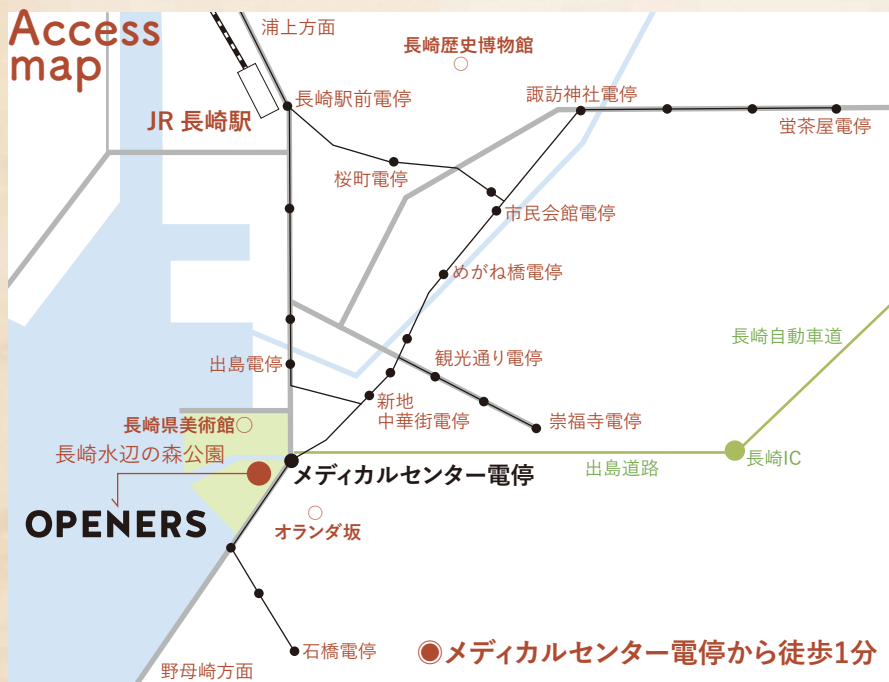 Access
map
浦上方面
長崎歴史博物館
長崎駅前電停
諏訪神社電停
JR 長崎駅
蛍茶屋電停
桜町電停
市民会館電停
めがね橋電停
長崎自動車道
出島電停
観光通り電停
新地
中華街電停
崇福寺電停
長崎県美術館
長崎水辺の森公園
メディカルセンター電停
出島道路
長崎IC
OPENERS
オランダ坂
石橋電停
野母崎方面
メディカルセンター電停から徒歩1分